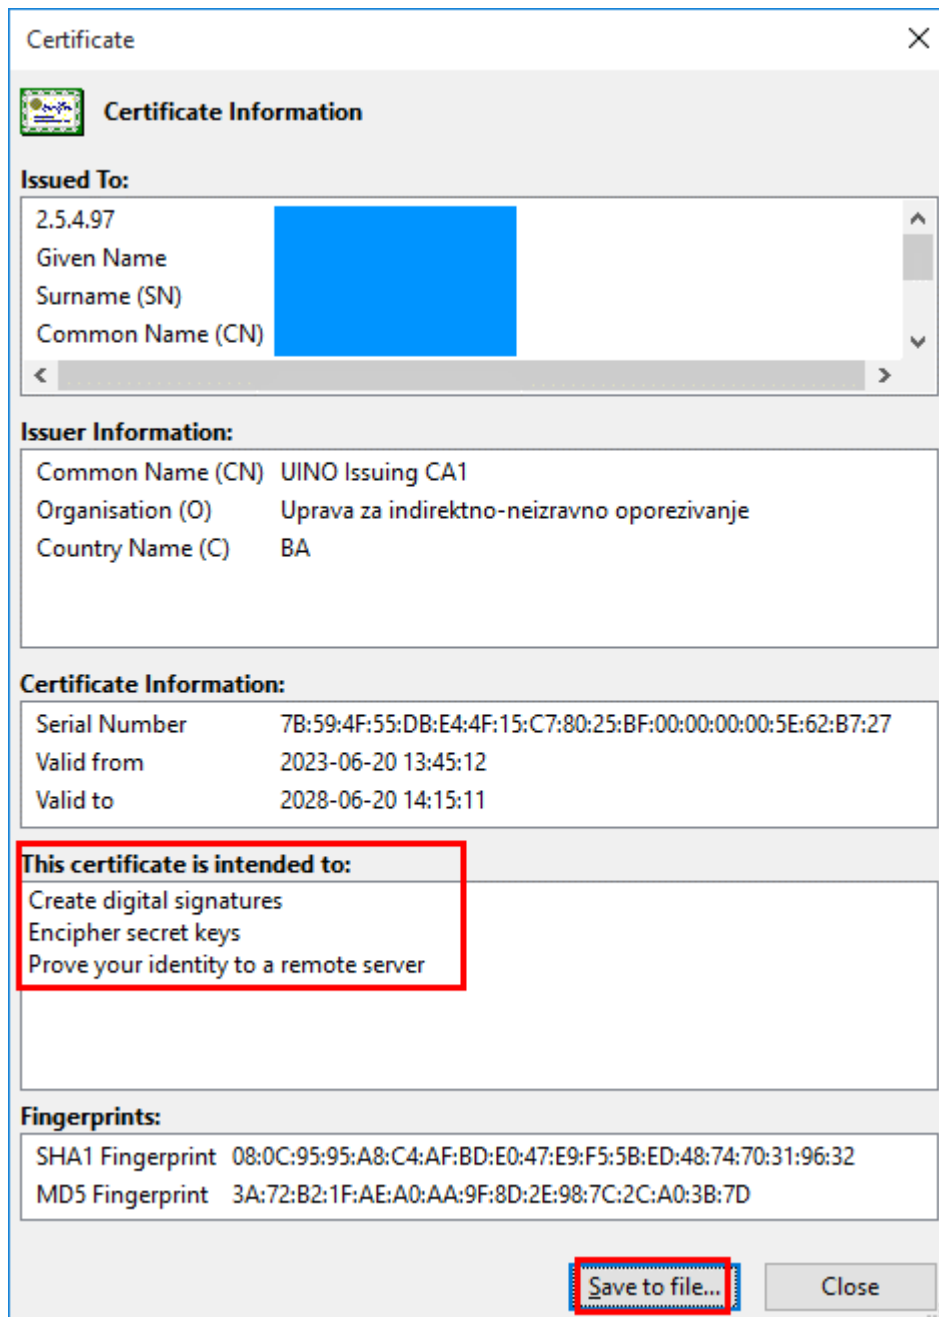 Certificate
Certificate Information
Issued To:
2.5.4.97
Given Name
Surname (SN)
Common Name (CN)
Issuer Information:
Common Name (CN) UINO Issuing CA1
Organisation (O) Uprava za indirektno-neizravno oporezivanje
Country Name (C) BA
Certificate Information:
Serial Number 7B:59:4F:55:DB:E4:4F:15:C7:80:25:BF:00:00:00:00:5E:62:B7:27
Valid from 2023-06-20 13:45:12
Valid to 2028-06-20 14:15:11
This certificate is intended to:
Create digital signatures
Encipher secret keys
Prove your identity to a remote server
Fingerprints:
SHA1 Fingerprint 08:0C:95:95:A8:C4:AF:BD:E0:47:E9:F5:5B:ED:48:74:70:31:96:32
MD5 Fingerprint 3A:72:B2:1F:AE:A0:AA:9F:8D:2E:98:7C:2C:A0:3B:7D
Save to file... Close